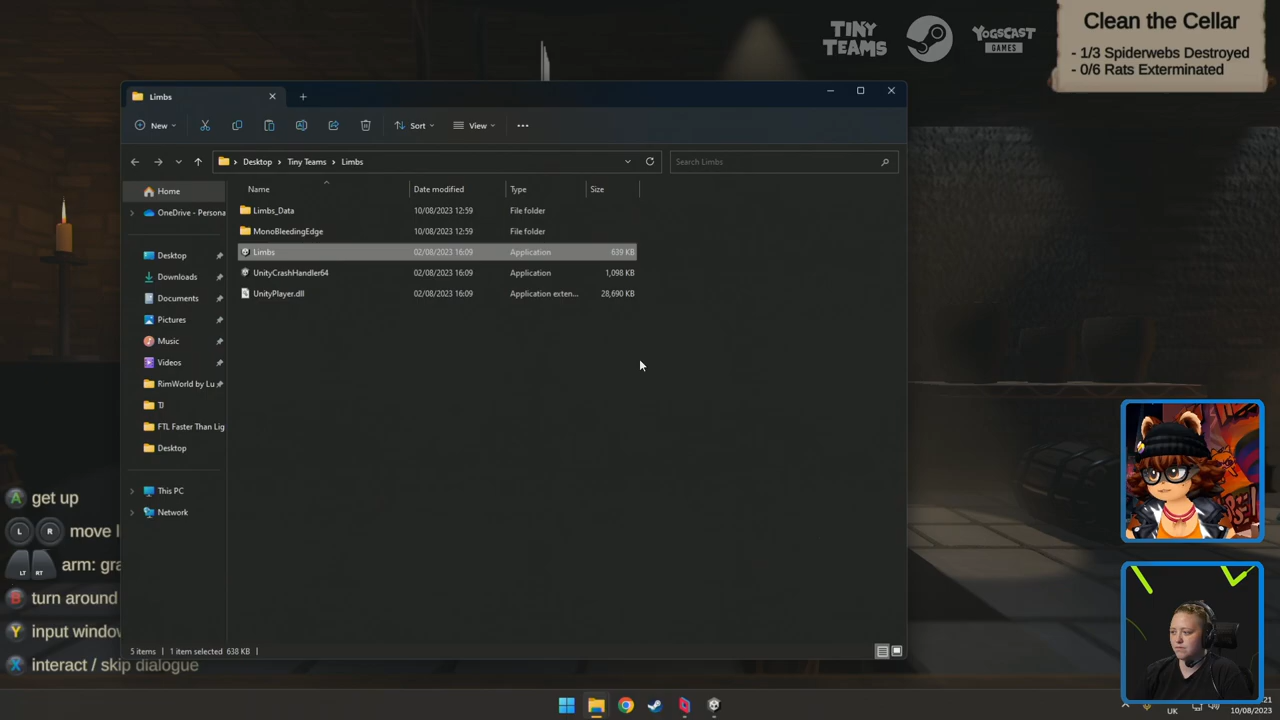 TINY TEAMS
YOGSCAST GAMES
Clean the Cellar
- 1/3 Spiderwebs Destroyed
- 0/6 Rats Exterminated
Limbs
New
Sort
View
Desktop > Tiny Teams > Limbs
Search Limbs
Home
OneDrive - Persona
Desktop
Downloads
Documents
Pictures
Music
Videos
RimWorld by Lu
TJ
FTL Faster Than Lig
Desktop
This PC
Network
Name Date modified Type Size
Limbs_Data 10/08/2023 12:59 File folder
MonoBleedingEdge 10/08/2023 12:59 File folder
Limbs 02/08/2023 16:09 Application 639 KB
UnityCrashHandler64 02/08/2023 16:09 Application 1,098 KB
UnityPlayer.dll 02/08/2023 16:09 Application exten... 28,690 KB
5 items 1 item selected 638 KB
A get up
L R move l
LT RT arm: gra
B turn around
Y input window
X interact / skip dialogue
UK
21
10/08/2023